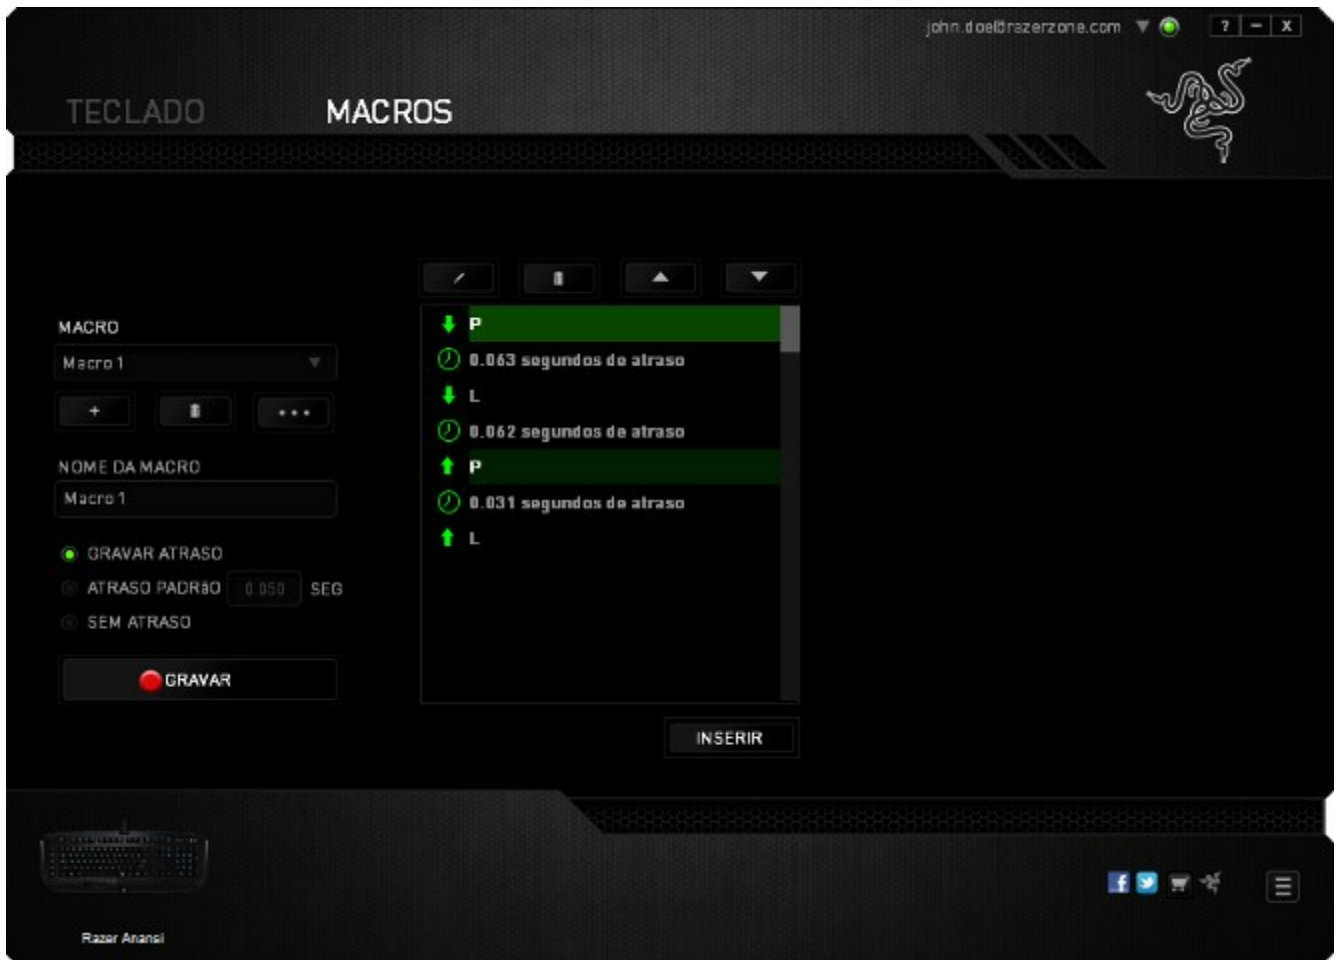 john.doe@razerzone.com
? – X
TECLADO MACROS
MACRO
Macro 1
+
NOME DA MACRO
Macro 1
GRAVAR ATRASO
ATRASO PADRãO 0.050 SEG
SEM ATRASO
GRAVAR
P
0.063 segundos de atraso
L
0.062 segundos de atraso
P
0.031 segundos de atraso
L
INSERIR
Razer Anansi